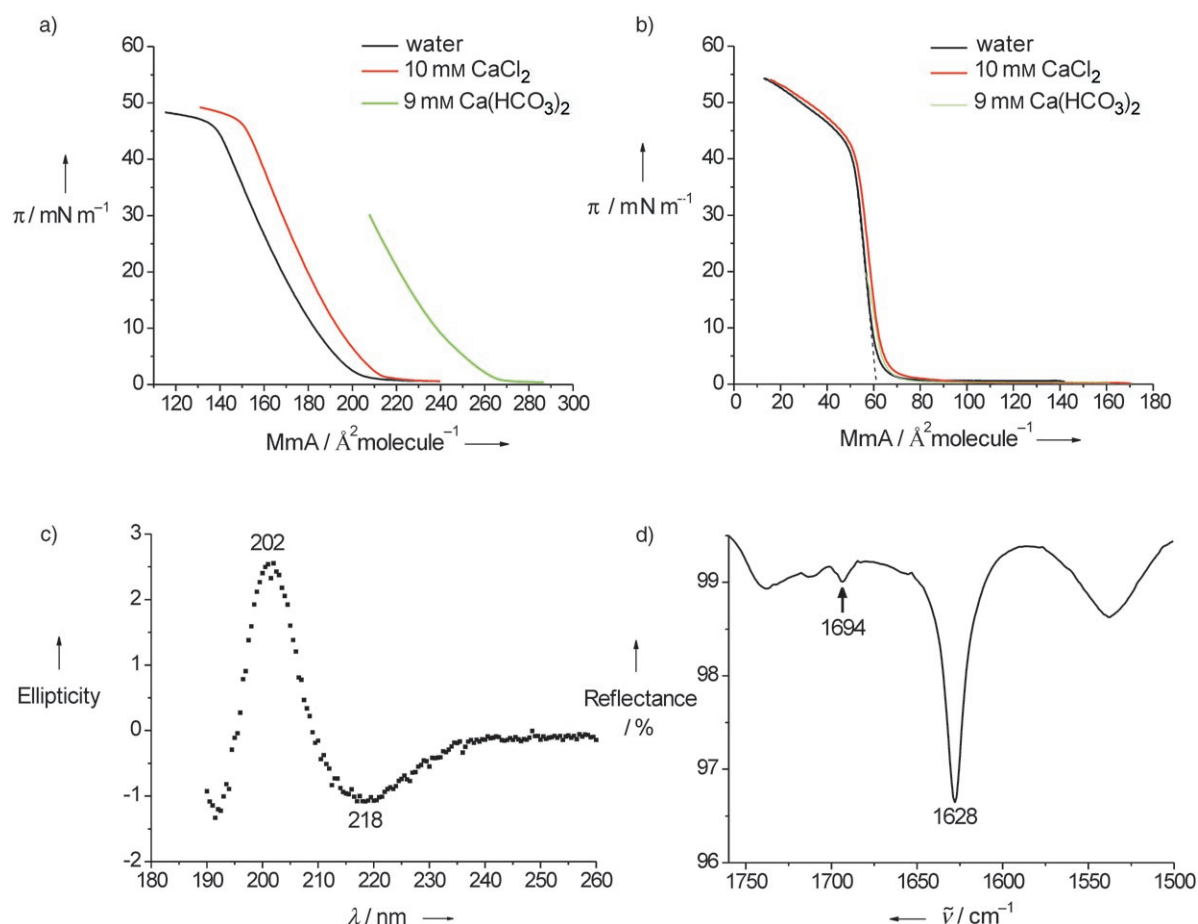 a)
60
50
40
30
20
10
0
π / mN m⁻¹
water
10 mM CaCl₂
9 mM Ca(HCO₃)₂
120 140 160 180 200 220 240 260 280 300
MmA / Å² molecule⁻¹
b)
60
50
40
30
20
10
0
π / mN m⁻¹
water
10 mM CaCl₂
9 mM Ca(HCO₃)₂
0 20 40 60 80 100 120 140 160 180
MmA / Å² molecule⁻¹
c)
3
2
1
0
-1
-2
Ellipticity
202
218
180 190 200 210 220 230 240 250 260
λ / nm
d)
99
98
97
96
Reflectance
/ %
1694
1628
1750 1700 1650 1600 1550 1500
ν̃ / cm⁻¹